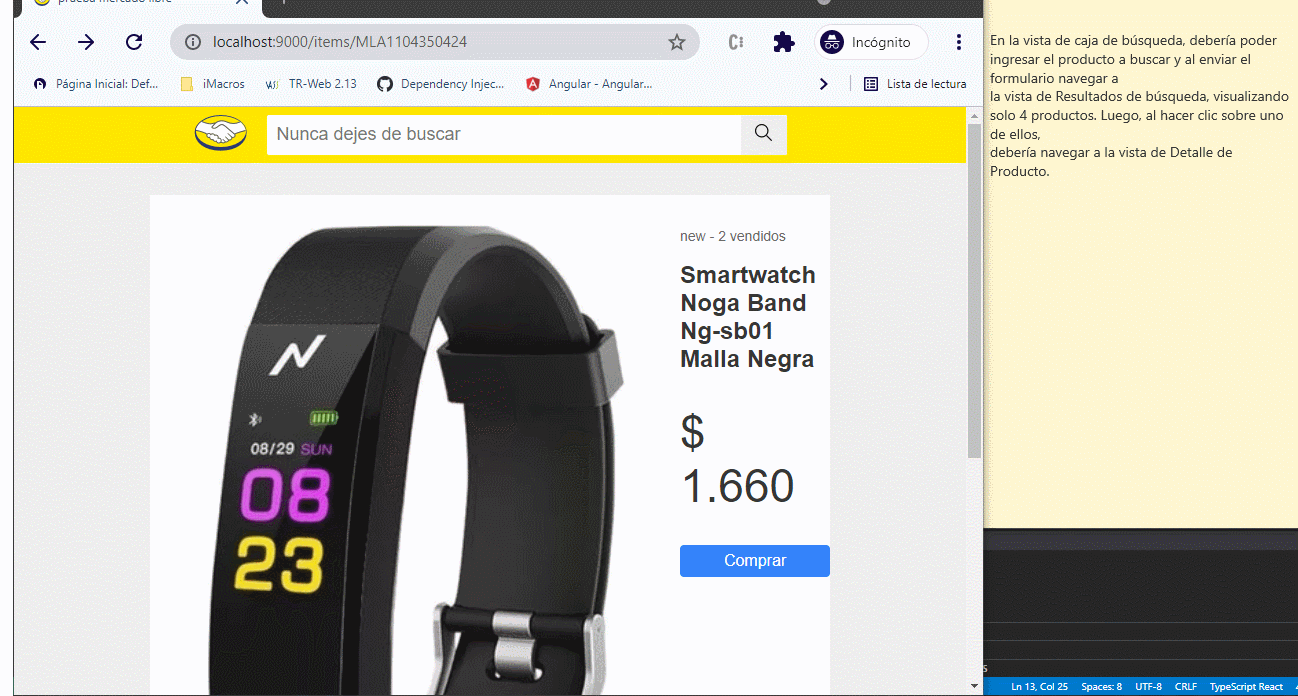 prueba mercado libre
localhost:9000/items/MLA1104350424
Incógnito
Página Inicial: Def...
iMacros
TR-Web 2.13
Dependency Injec...
Angular - Angular...
Lista de lectura
Nunca dejes de buscar
new - 2 vendidos
Smartwatch
Noga Band
Ng-sb01
Malla Negra
$
1.660
Comprar
08/29 SUN
08
23
En la vista de caja de búsqueda, debería poder
ingresar el producto a buscar y al enviar el
formulario navegar a
la vista de Resultados de búsqueda, visualizando
solo 4 productos. Luego, al hacer clic sobre uno
de ellos,
debería navegar a la vista de Detalle de
Producto.
Ln 13, Col 25 Spaces: 8 UTF-8 CRLF TypeScript React